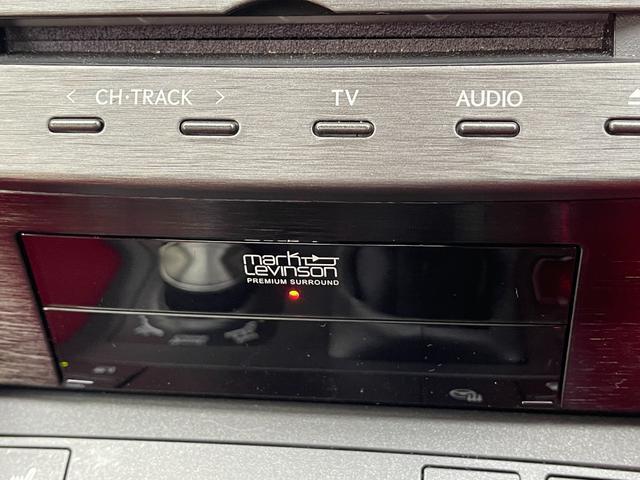 < CH·TRACK > TV AUDIO
mark
Levinson
PREMIUM SURROUND